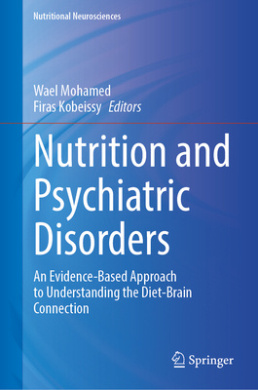 Nutritional Neurosciences
Wael Mohamed
Firas Kobeissy Editors
Nutrition and
Psychiatric
Disorders
An Evidence-Based Approach
to Understanding the Diet-Brain
Connection
Springer